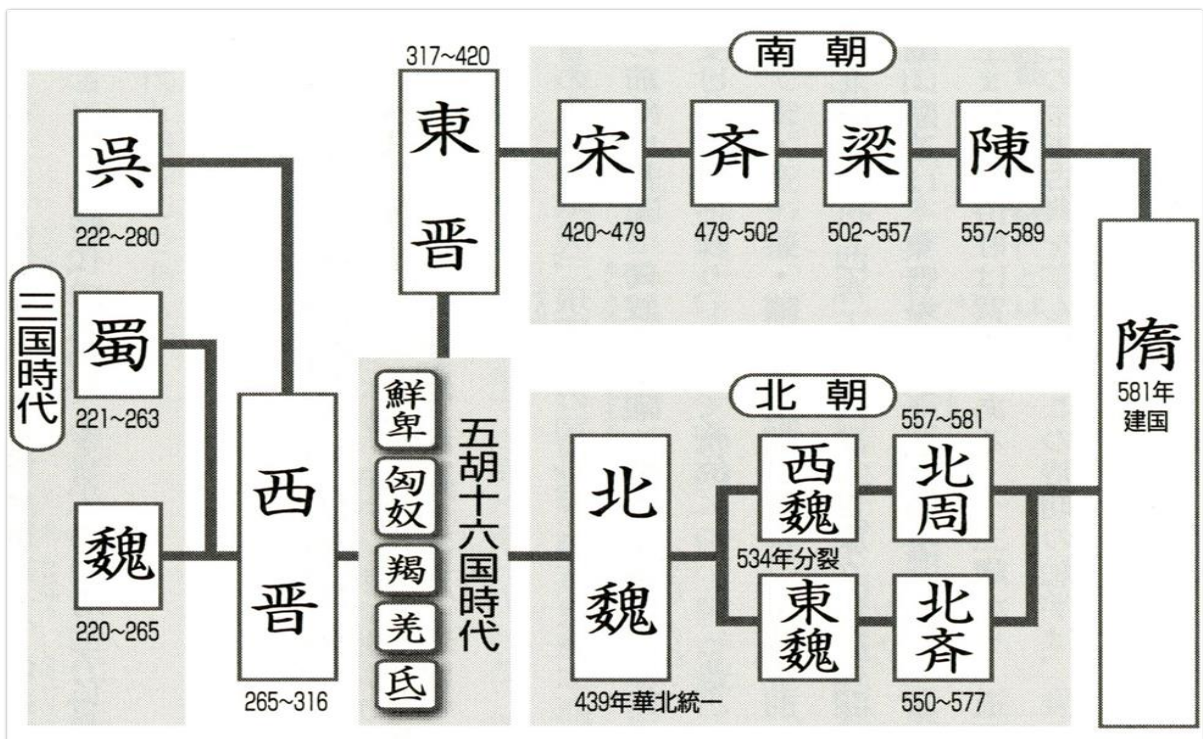 三国時代
呉
222~280
蜀
221~263
魏
220~265
西晋
265~316
五胡十六国時代
鮮卑
匈奴
羯
羌
氐
317~420
東晋
南朝
宋
420~479
斉
479~502
梁
502~557
陳
557~589
北朝
北魏
439年華北統一
534年分裂
西魏
東魏
557~581
北周
北斉
550~577
隋
581年
建国